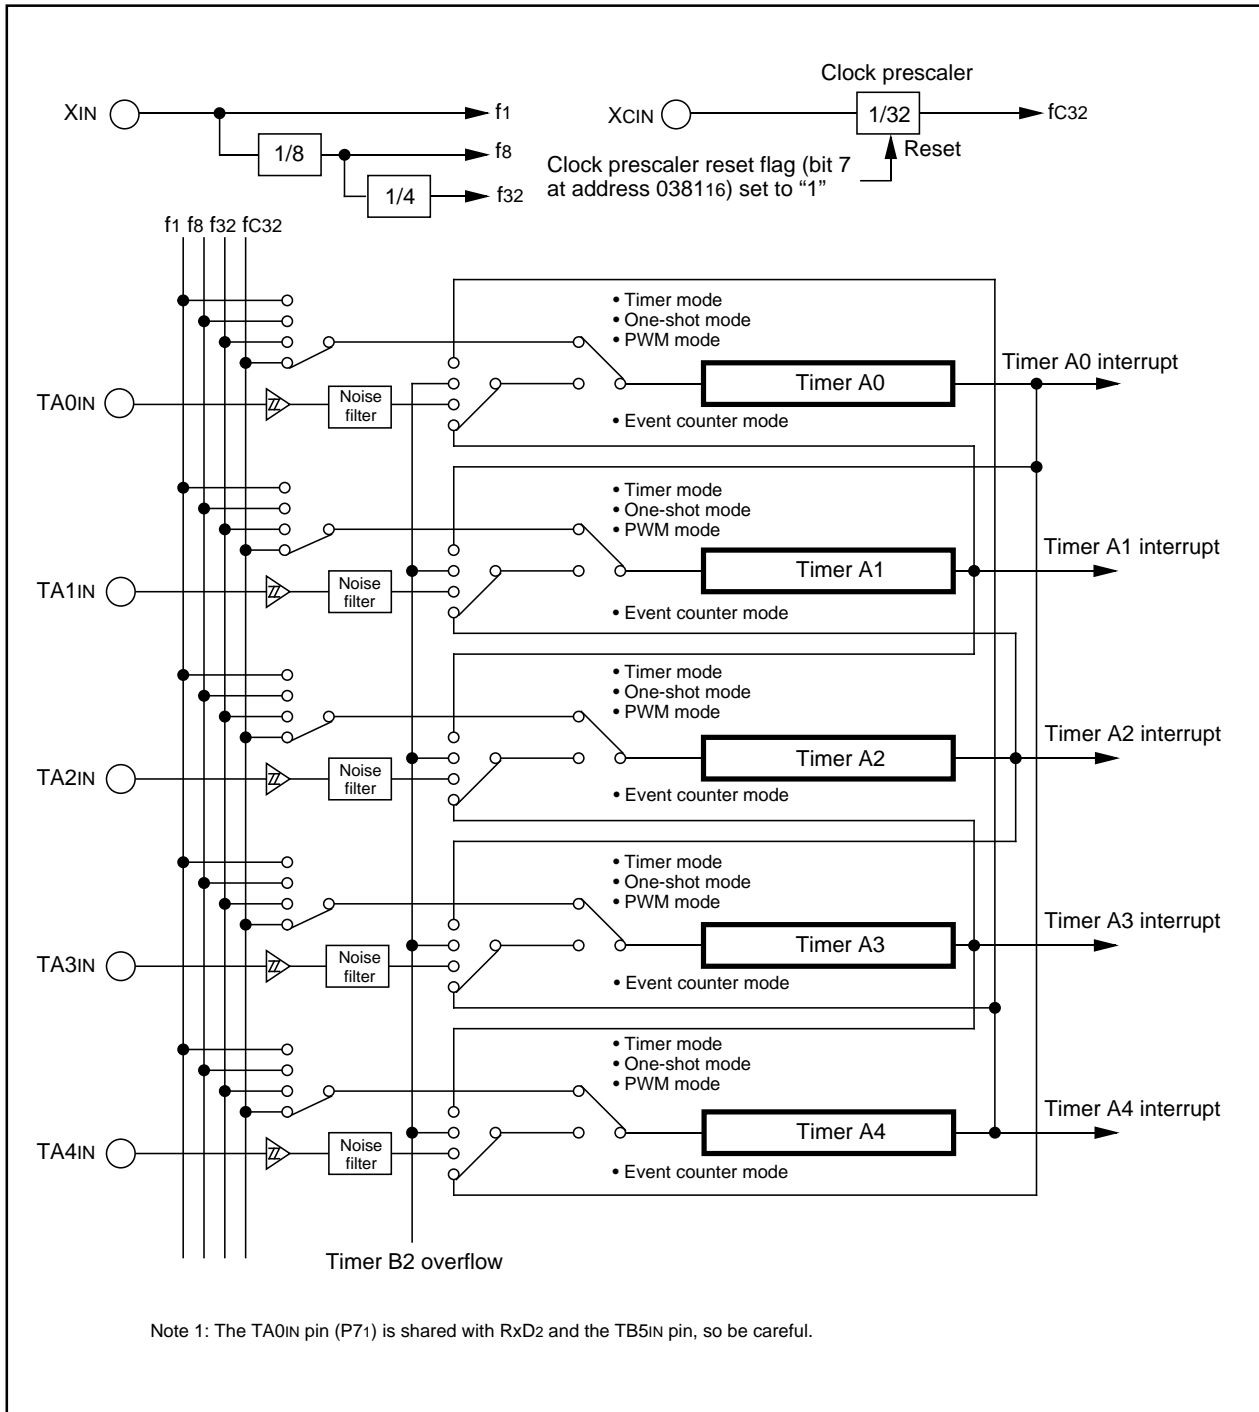 Clock prescaler
XIN
f1
XCIN
1/32
fC32
1/8
f8
Reset
Clock prescaler reset flag (bit 7
at address 038116) set to “1”
1/4
f32
f1 f8 f32 fC32
• Timer mode
• One-shot mode
• PWM mode
Timer A0 interrupt
Timer A0
TA0IN
Noise
filter
• Event counter mode
• Timer mode
• One-shot mode
• PWM mode
Timer A1 interrupt
Timer A1
TA1IN
Noise
filter
• Event counter mode
• Timer mode
• One-shot mode
• PWM mode
Timer A2 interrupt
Timer A2
TA2IN
Noise
filter
• Event counter mode
• Timer mode
• One-shot mode
• PWM mode
Timer A3 interrupt
Timer A3
TA3IN
Noise
filter
• Event counter mode
• Timer mode
• One-shot mode
• PWM mode
Timer A4 interrupt
Timer A4
TA4IN
Noise
filter
• Event counter mode
Timer B2 overflow
Note 1: The TA0IN pin (P71) is shared with RxD2 and the TB5IN pin, so be careful.